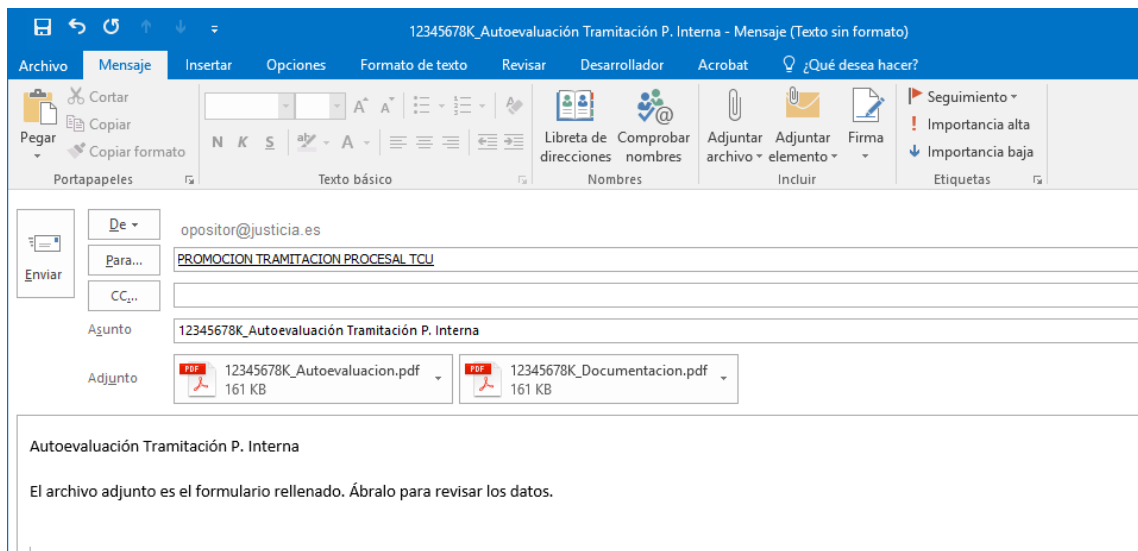 12345678K_Autoevaluación Tramitación P. Interna - Mensaje (Texto sin formato)
Archivo Mensaje Insertar Opciones Formato de texto Revisar Desarrollador Acrobat ¿Qué desea hacer?
Pegar
Cortar
Copiar
Copiar formato
Portapapeles
N K S
Texto básico
Libreta de direcciones
Comprobar nombres
Nombres
Adjuntar archivo
Adjuntar elemento
Firma
Incluir
Seguimiento
Importancia alta
Importancia baja
Etiquetas
Enviar
De opositor@justicia.es
Para... PROMOCION TRAMITACION PROCESAL TCU
CC...
Asunto 12345678K_Autoevaluación Tramitación P. Interna
Adjunto
PDF 12345678K_Autoevaluacion.pdf
161 KB
PDF 12345678K_Documentacion.pdf
161 KB
Autoevaluación Tramitación P. Interna
El archivo adjunto es el formulario rellenado. Ábralo para revisar los datos.